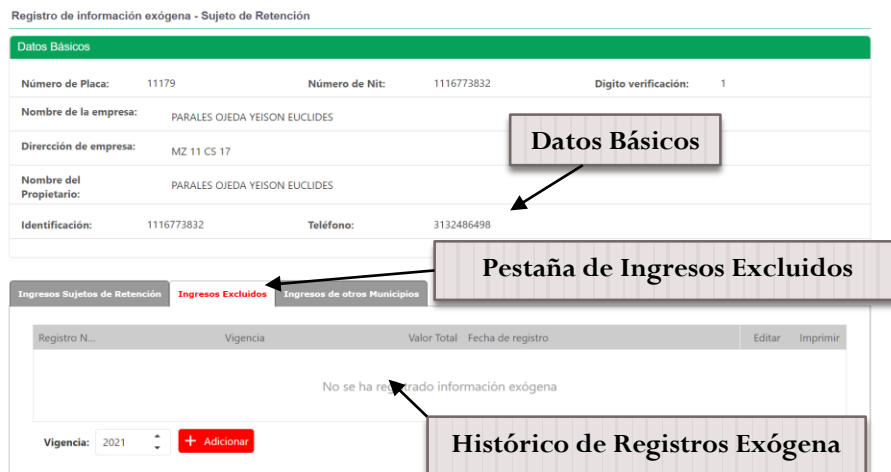 Registro de información exógena - Sujeto de Retención
Datos Básicos
Número de Placa: 11179 Número de Nit: 1116773832 Digito verificación: 1
Nombre de la empresa: PARALES OJEDA YEISON EUCLIDES
Datos Básicos
Dirercción de empresa: MZ 11 CS 17
Nombre del
Propietario: PARALES OJEDA YEISON EUCLIDES
Identificación: 1116773832 Teléfono: 3132486498
Pestaña de Ingresos Excluidos
Ingresos Sujetos de Retención Ingresos Excluidos Ingresos de otros Municipios
Registro N... Vigencia Valor Total Fecha de registro Editar Imprimir
No se ha registrado información exógena
Vigencia: 2021 + Adicionar
Histórico de Registros Exógena